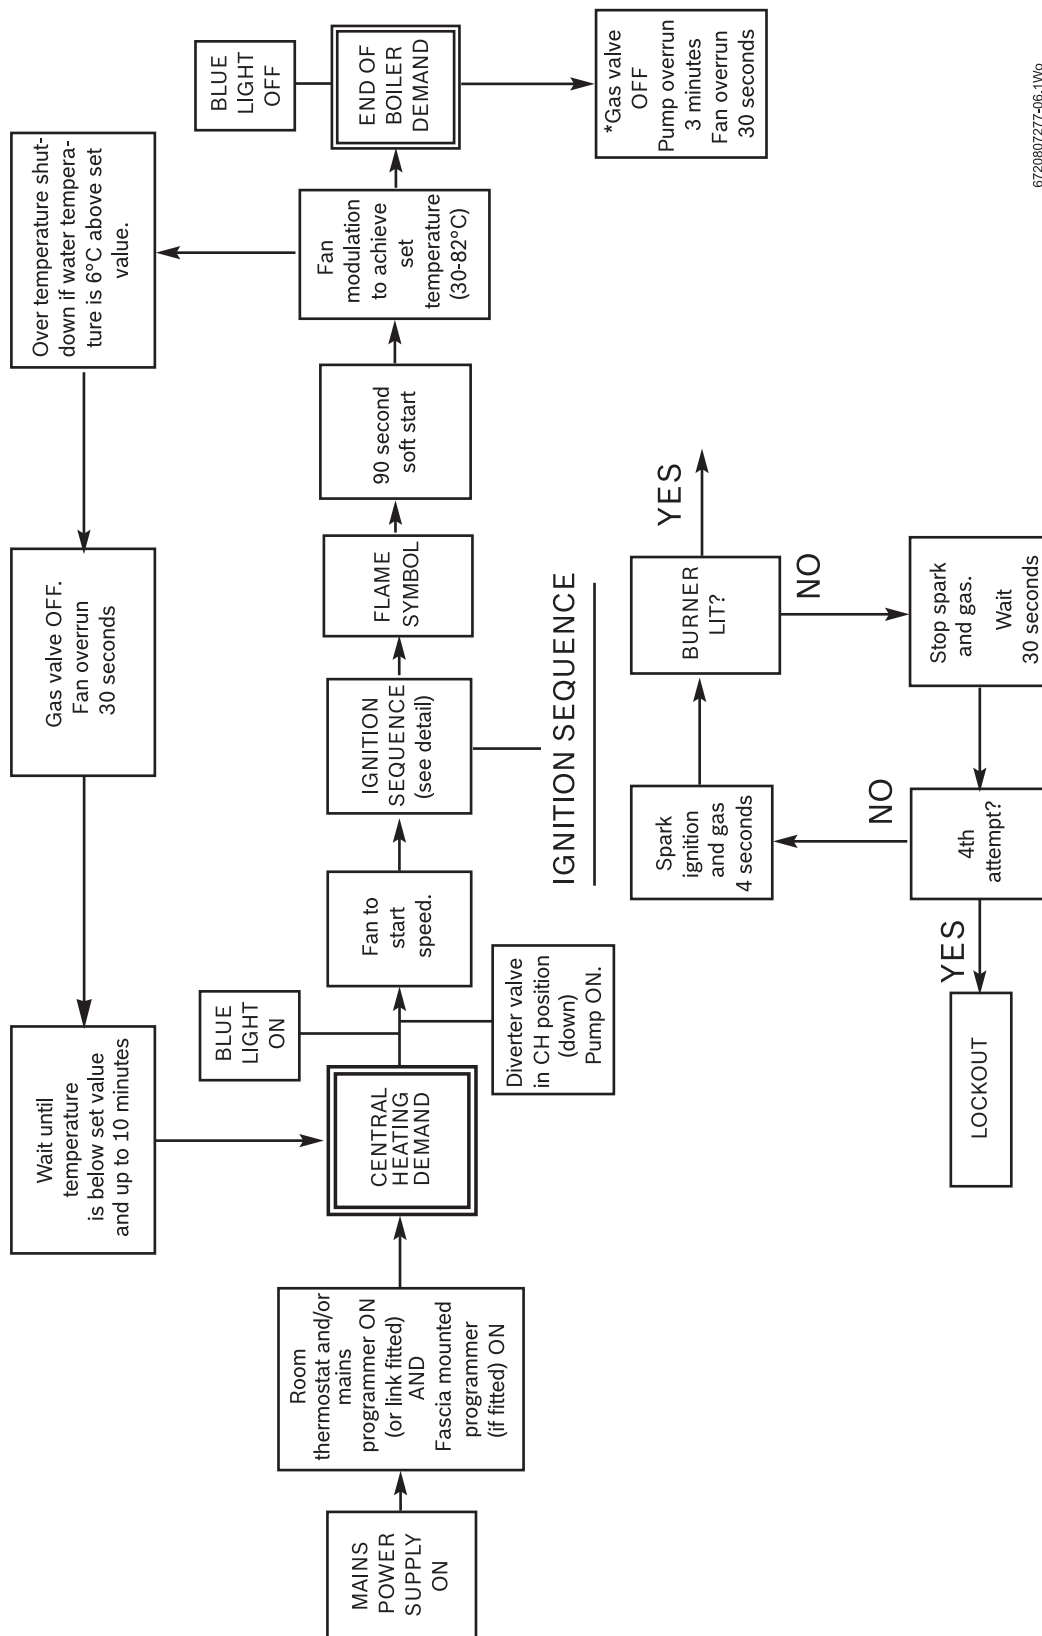 MAINS
POWER
SUPPLY
ON
Room
thermostat and/or
mains
programmer ON
(or link fitted)
AND
Fascia mounted
programmer
(if fitted) ON
CENTRAL
HEATING
DEMAND
BLUE
LIGHT
ON
Diverter valve
in CH position
(down)
Pump ON.
Fan to
start
speed.
IGNITION
SEQUENCE
(see detail)
FLAME
SYMBOL
90 second
soft start
Fan
modulation
to achieve
set
temperature
(30-82°C)
END OF
BOILER
DEMAND
BLUE
LIGHT
OFF
*Gas valve
OFF
Pump overrun
3 minutes
Fan overrun
30 seconds
Over temperature shut-
down if water tempera-
ture is 6°C above set
value.
Gas valve OFF.
Fan overrun
30 seconds
Wait until
temperature
is below set value
and up to 10 minutes
IGNITION SEQUENCE
Spark
ignition
and gas
4 seconds
BURNER
LIT?
YES
NO
Stop spark
and gas.
Wait
30 seconds
4th
attempt?
NO
YES
LOCKOUT
6720807277-06.1Wo